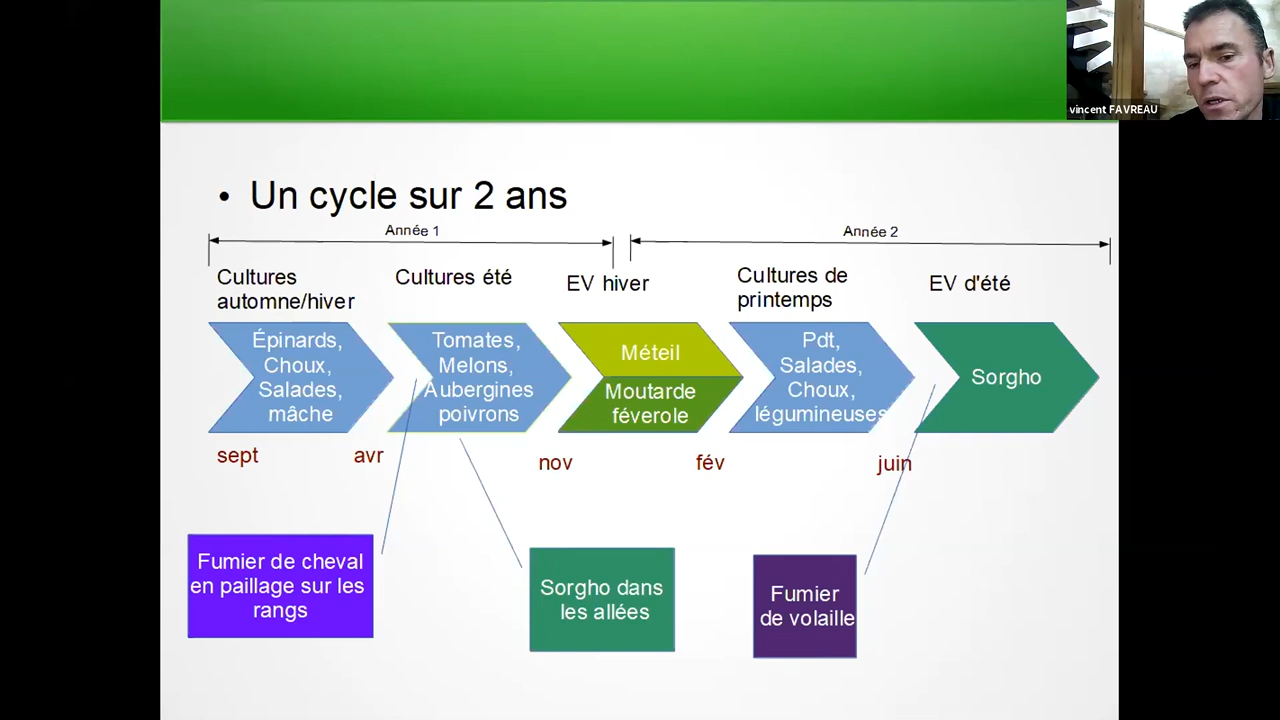 vincent FAVREAU
• Un cycle sur 2 ans
Année 1
Année 2
Cultures
automne/hiver
Cultures été
EV hiver
Cultures de
printemps
EV d'été
Épinards,
Choux,
Salades,
mâche
Tomates,
Melons,
Aubergines
poivrons
Méteil
Moutarde
féverole
Pdt,
Salades,
Choux,
légumineuses
Sorgho
sept
avr
nov
fév
juin
Fumier de cheval
en paillage sur les
rangs
Sorgho dans
les allées
Fumier
de volaille